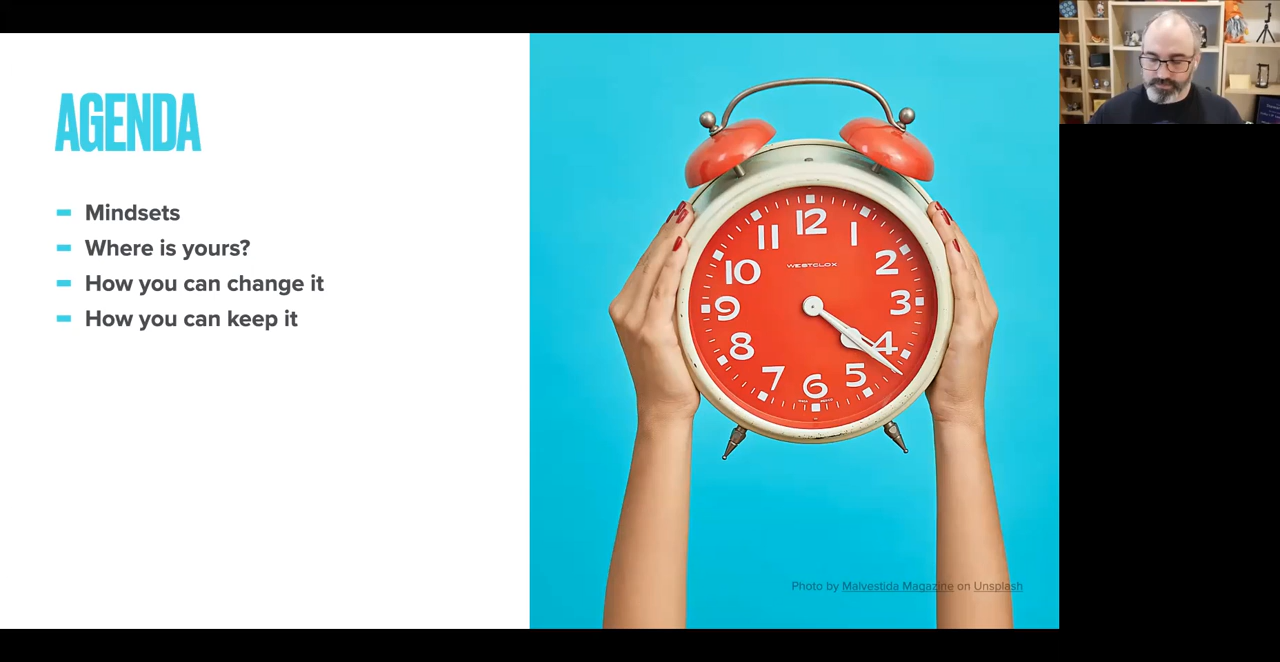 AGENDA
Mindsets
Where is yours?
How you can change it
How you can keep it
12
11
1
10
2
WESTCLOX
9
3
8
4
7
5
6
Photo by Malvestida Magazine on Unsplash